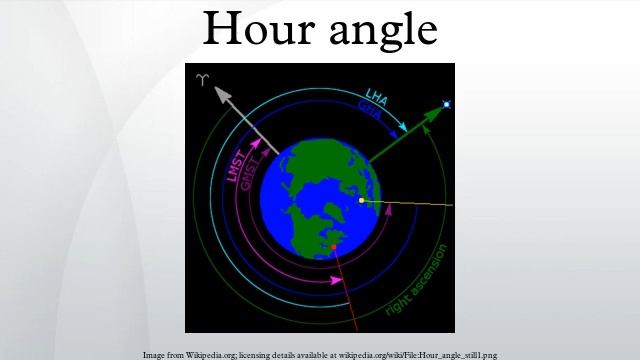 Hour angle
♈
LHA
GHA
LMST
GMST
right ascension
Image from Wikipedia.org; licensing details available at wikipedia.org/wiki/File:Hour_angle_still1.png